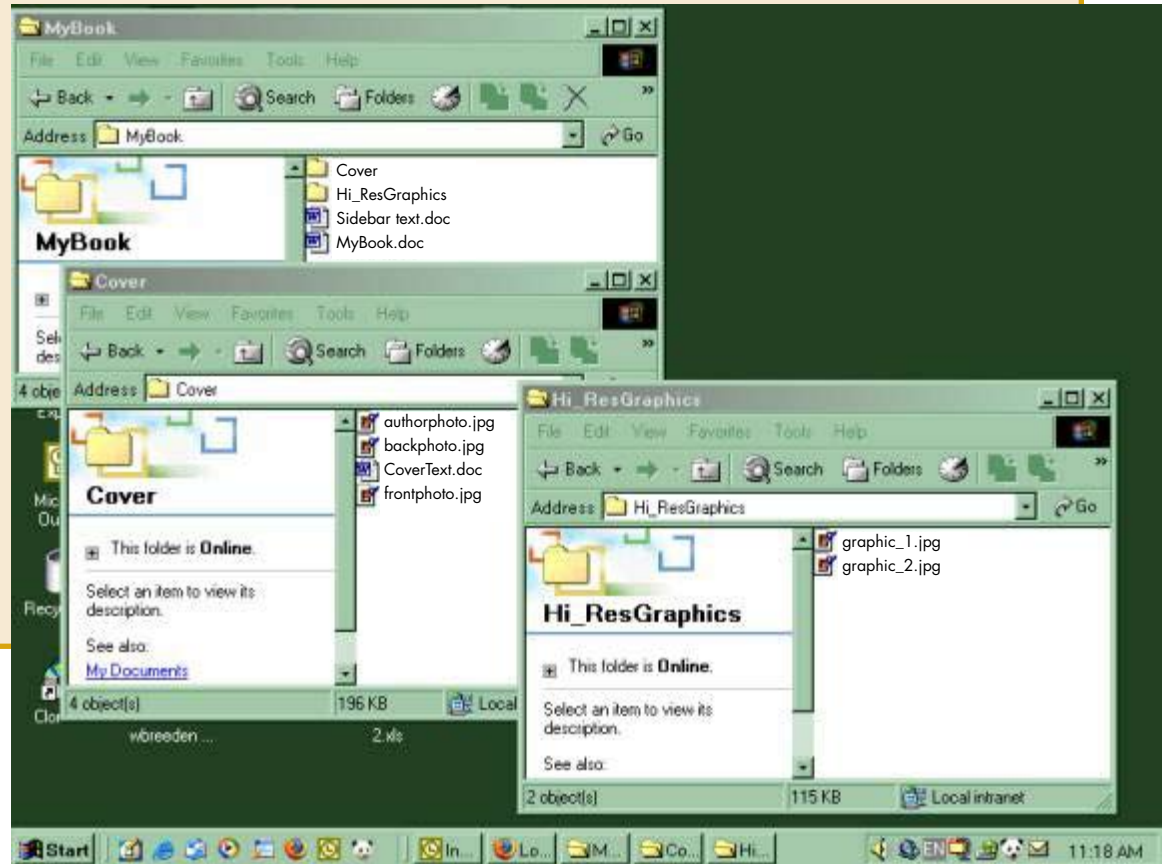 MyBook
File Edit View Favorites Tools Help
Back Search Folders
Address MyBook Go
Cover
Hi_ResGraphics
Sidebar text.doc
MyBook.doc
MyBook
4 obje
Cover
File Edit View Favorites Tools Help
Back Search Folders
Address Cover
authorphoto.jpg
backphoto.jpg
CoverText.doc
frontphoto.jpg
Cover
This folder is Online.
Select an item to view its
description.
See also:
My Documents
4 object(s) 196 KB Local
Hi_ResGraphics
File Edit View Favorites Tools Help
Back Search Folders
Address Hi_ResGraphics Go
graphic_1.jpg
graphic_2.jpg
Hi_ResGraphics
This folder is Online.
Select an item to view its
description.
See also:
2 object(s) 115 KB Local intranet
wbreeden ... 2.xls
Start In... Lo... M... Co... Hi... EN 11:18 AM